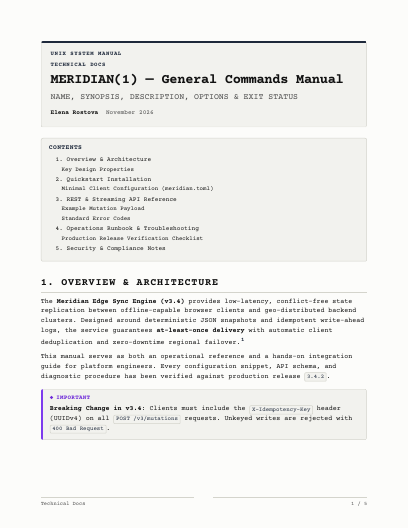 UNIX SYSTEM MANUAL
TECHNICAL DOCS
MERIDIAN(1) — General Commands Manual
NAME, SYNOPSIS, DESCRIPTION, OPTIONS & EXIT STATUS
Elena Rostova November 2026
CONTENTS
1. Overview & Architecture
Key Design Properties
2. Quickstart Installation
Minimal Client Configuration (meridian.toml)
3. REST & Streaming API Reference
Example Mutation Payload
Standard Error Codes
4. Operations Runbook & Troubleshooting
Production Release Verification Checklist
5. Security & Compliance Notes
1. OVERVIEW & ARCHITECTURE
The Meridian Edge Sync Engine (v3.4) provides low-latency, conflict-free state
replication between offline-capable browser clients and geo-distributed backend
clusters. Designed around deterministic JSON snapshots and idempotent write-ahead
logs, the service guarantees at-least-once delivery with automatic client
deduplication and zero-downtime regional failover.1
This manual serves as both an operational reference and a hands-on integration
guide for platform engineers. Every configuration snippet, API schema, and
diagnostic procedure has been verified against production release 3.4.2.
◆ IMPORTANT
Breaking Change in v3.4: Clients must include the X-Idempotency-Key header
(UUIDv4) on all POST /v3/mutations requests. Unkeyed writes are rejected with
400 Bad Request.
Technical Docs
1 / 5